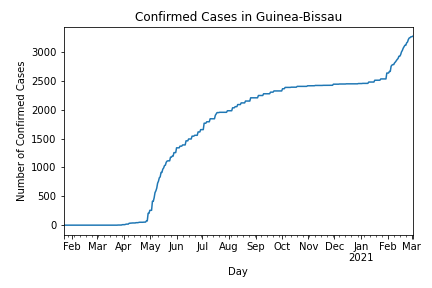 Confirmed Cases in Guinea-Bissau
Number of Confirmed Cases
3000
2500
2000
1500
1000
500
0
Feb Mar Apr May Jun Jul Aug Sep Oct Nov Dec Jan Feb Mar
2021
Day